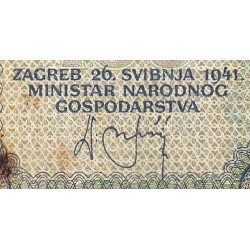 ZAGREB 26. SVIBNJA 1941.
MINISTAR NARODNOG
GOSPODARSTVA